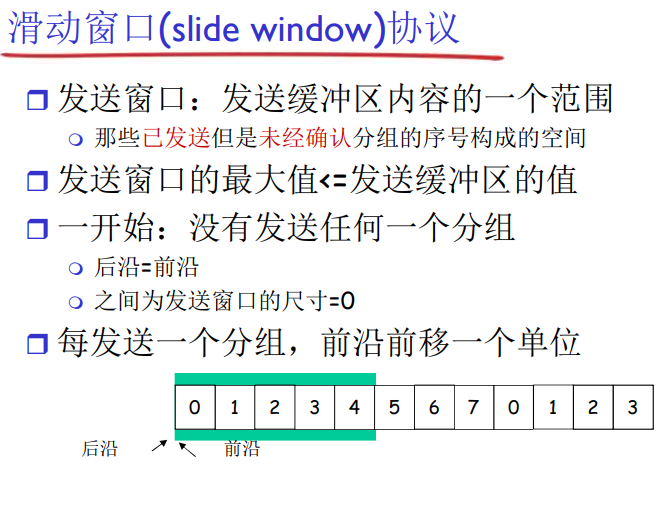 滑动窗口(slide window)协议
发送窗口：发送缓冲区内容的一个范围
那些已发送但是未经确认分组的序号构成的空间
发送窗口的最大值<=发送缓冲区的值
一开始：没有发送任何一个分组
后沿=前沿
之间为发送窗口的尺寸=0
每发送一个分组，前沿前移一个单位
0 1 2 3 4 5 6 7 0 1 2 3
后沿 前沿